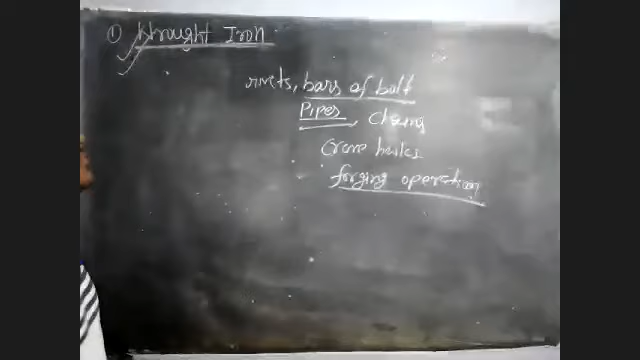 ① Wrought Iron
rivets, bars of bolt
Pipes, chains
Crane hooks
forging operation